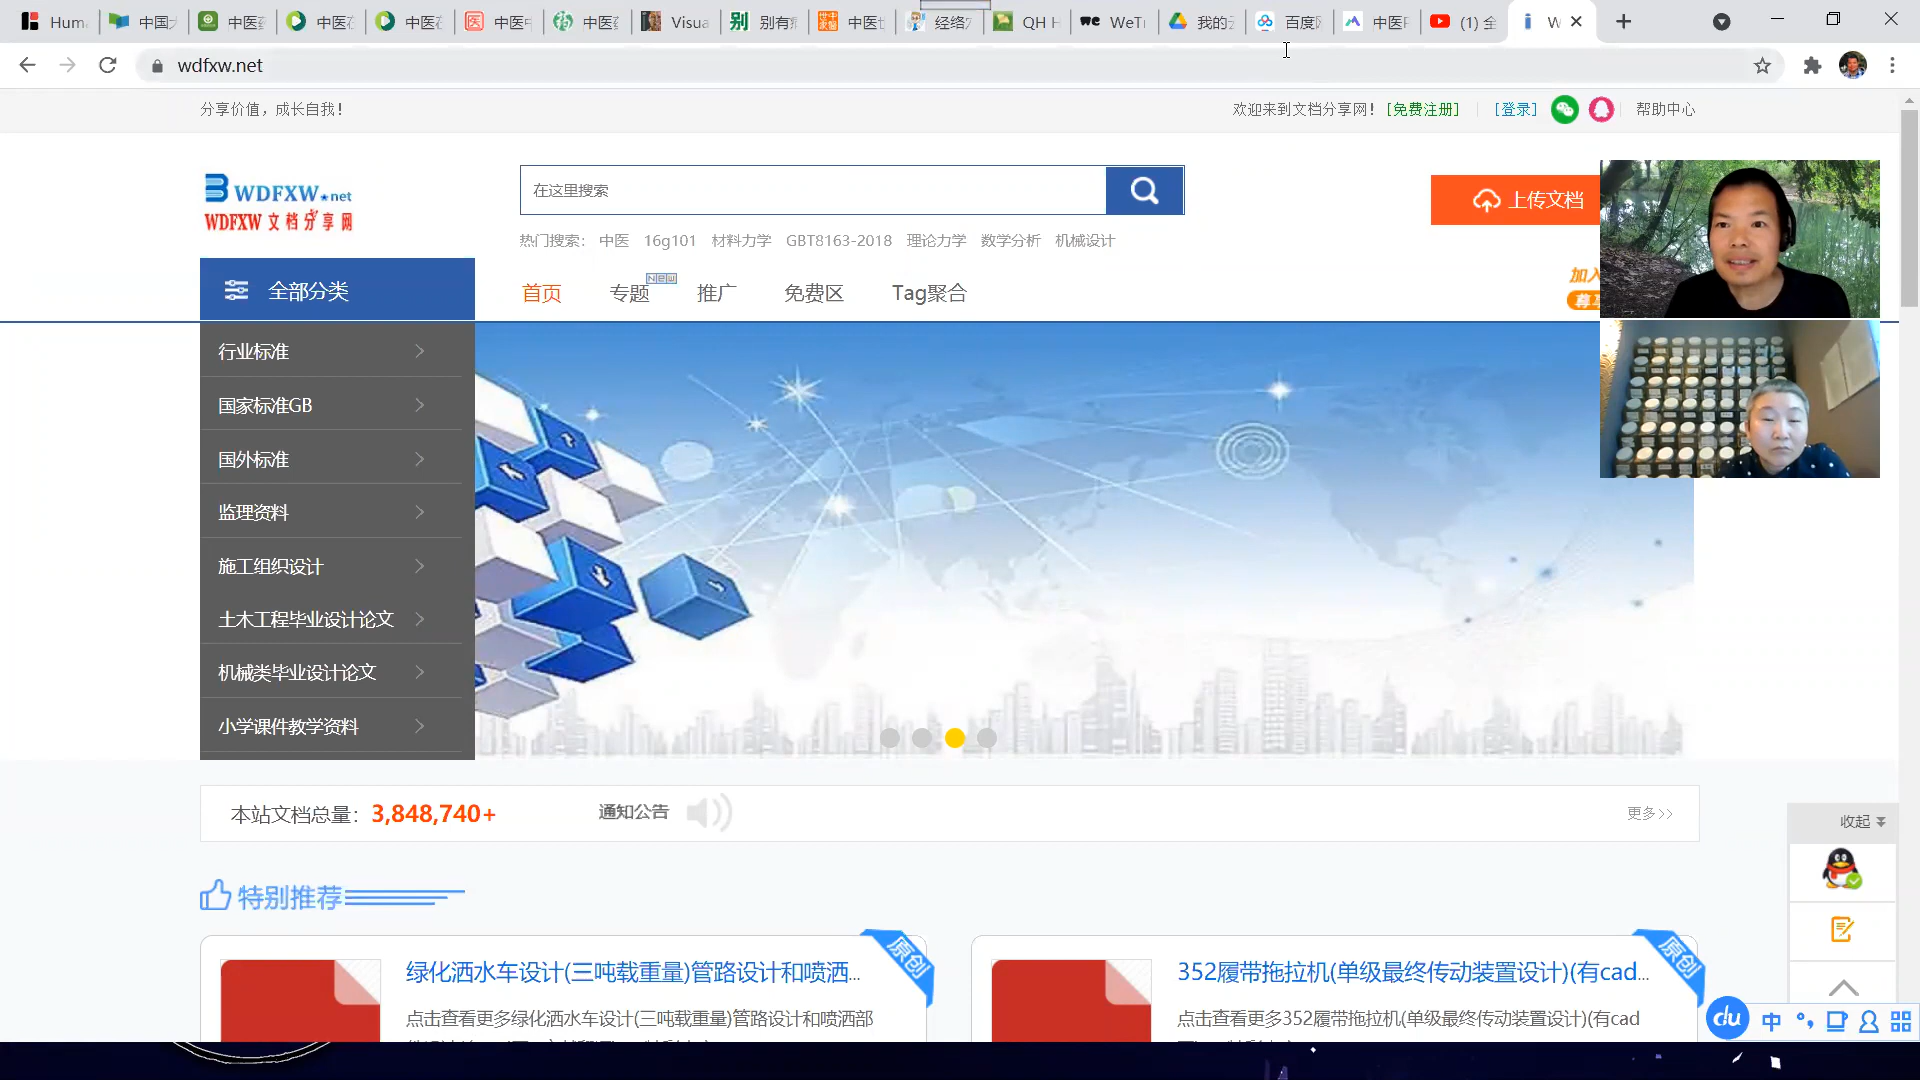 Hum
中国
中医
中医
中医
中医
中医
Visua
别有
中医
经络
QH H
WeT
我的
百度
中医
(1) 全
W
wdfxw.net
分享价值，成长自我！
欢迎来到文档分享网！
[免费注册]
[登录]
帮助中心
WDFXW.net
WDFXW 文档分享网
在这里搜索
上传文档
热门搜索： 中医 16g101 材料力学 GBT8163-2018 理论力学 数学分析 机械设计
全部分类
首页
专题
NEW
推广
免费区
Tag聚合
加入
行业标准
国家标准GB
国外标准
监理资料
施工组织设计
土木工程毕业设计论文
机械类毕业设计论文
小学课件教学资料
本站文档总量： 3,848,740+
通知公告
更多>>
收起
特别推荐
原创
绿化洒水车设计(三吨载重量)管路设计和喷洒...
点击查看更多绿化洒水车设计(三吨载重量)管路设计和喷洒部
原创
352履带拖拉机(单级最终传动装置设计)(有cad...
点击查看更多352履带拖拉机(单级最终传动装置设计)(有cad
du
中